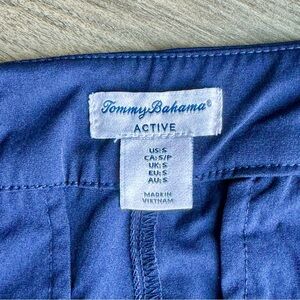 Tommy Bahama®
ACTIVE
US:S
CA:S/P
UK:S
EU:S
AU:S
MADE IN
VIETNAM